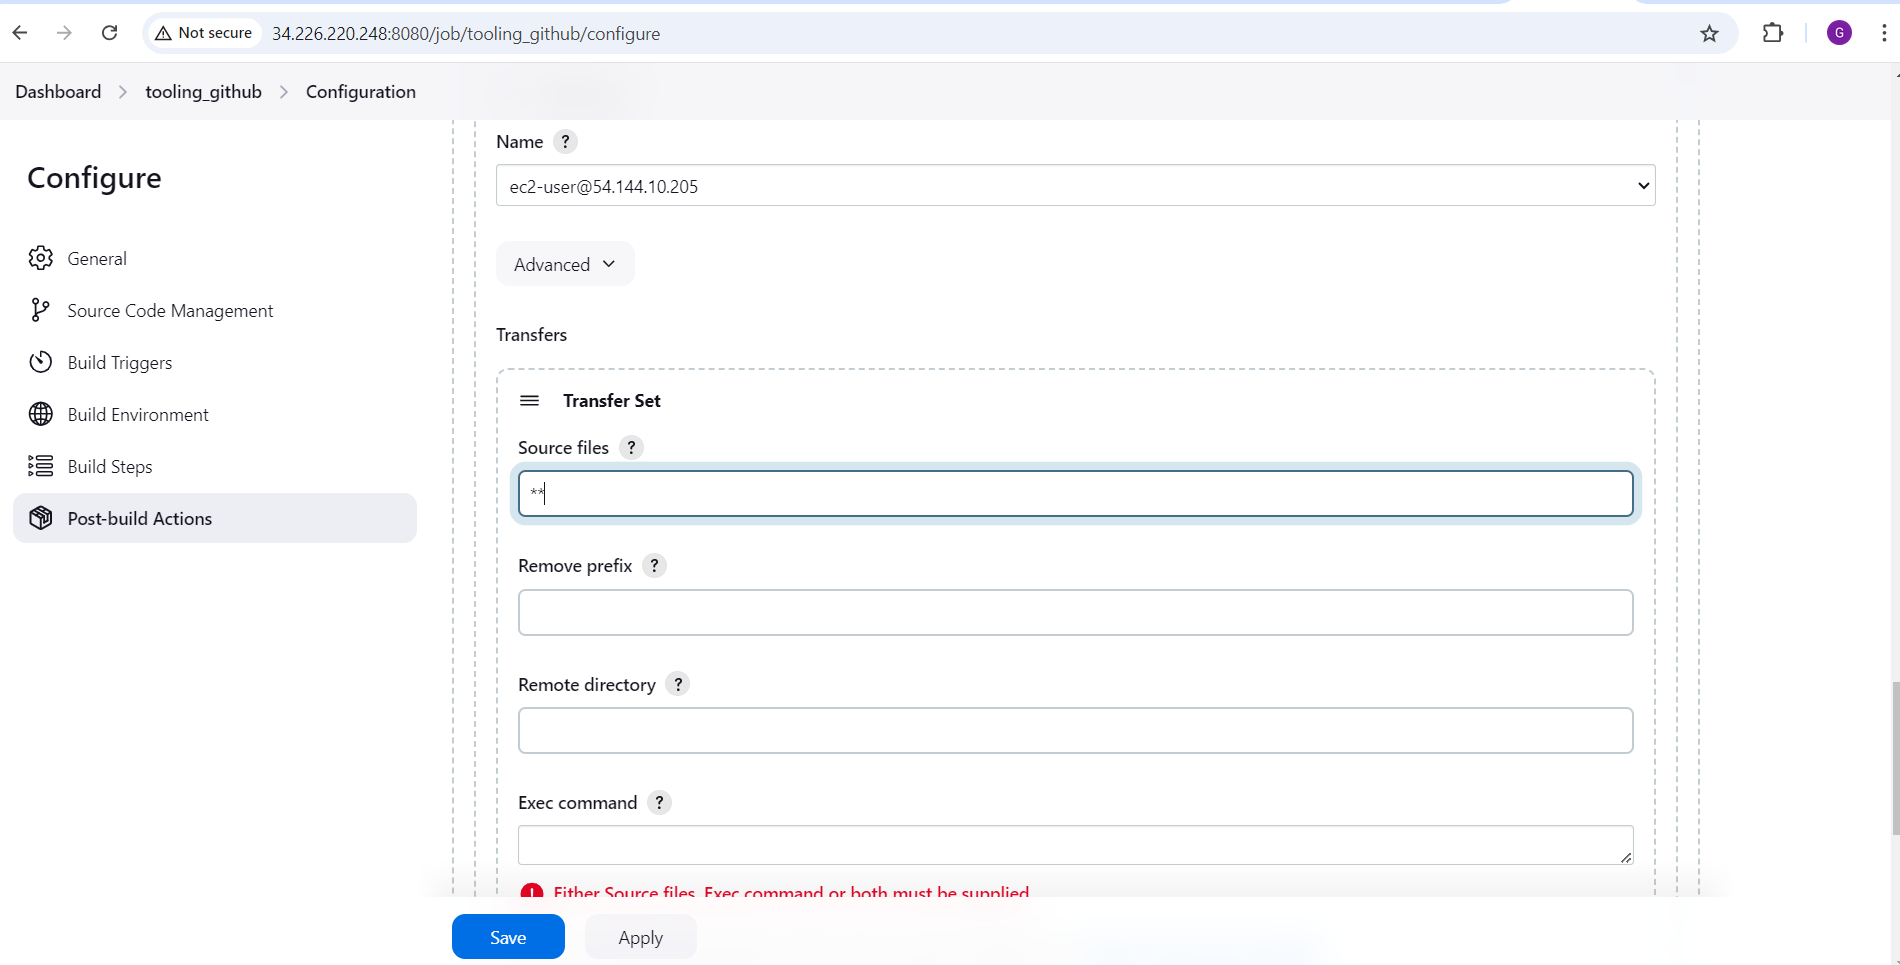 Not secure 34.226.220.248:8080/job/tooling_github/configure G
Dashboard tooling_github Configuration
Configure
General
Source Code Management
Build Triggers
Build Environment
Build Steps
Post-build Actions
Name ?
ec2-user@54.144.10.205
Advanced
Transfers
Transfer Set
Source files ?
**
Remove prefix ?
Remote directory ?
Exec command ?
Either Source files, Exec command or both must be supplied
Save Apply